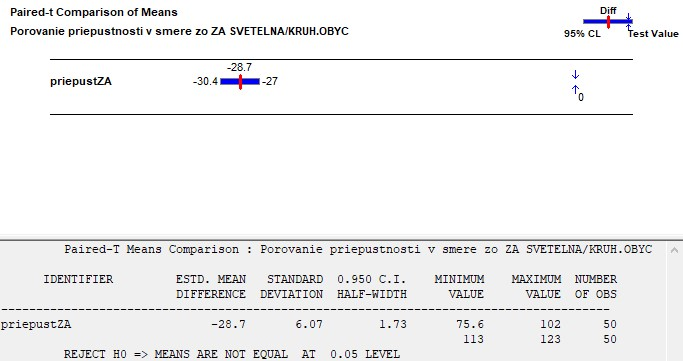 Paired-t Comparison of Means
Diff
Porovanie priepustnosti v smere zo ZA SVETELNA/KRUH.OBYC
95% CL
Test Value
-28.7
priepustZA
-30.4
-27
0
Paired-T Means Comparison : Porovanie priepustnosti v smere zo ZA SVETELNA/KRUH.OBYC
IDENTIFIER ESTD. MEAN STANDARD 0.950 C.I. MINIMUM MAXIMUM NUMBER
DIFFERENCE DEVIATION HALF-WIDTH VALUE VALUE OF OBS
priepustZA -28.7 6.07 1.73 75.6 102 50
113 123 50
REJECT H0 => MEANS ARE NOT EQUAL AT 0.05 LEVEL